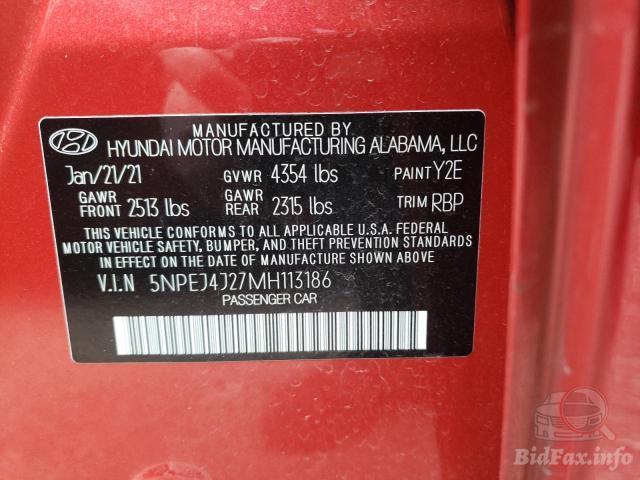 MANUFACTURED BY
HYUNDAI MOTOR MANUFACTURING ALABAMA, LLC
Jan/21/21 GVWR 4354 lbs PAINT Y2E
GAWR FRONT 2513 lbs GAWR REAR 2315 lbs TRIM RBP
THIS VEHICLE CONFORMS TO ALL APPLICABLE U.S.A FEDERAL
MOTOR VEHICLE SAFETY, BUMPER, AND THEFT PREVENTION STANDARDS
IN EFFECT ON THE DATE OF MANUFACTURE SHOWN ABOVE
V.I.N 5NPEJ4J27MH113186
PASSENGER CAR
BidFax.info